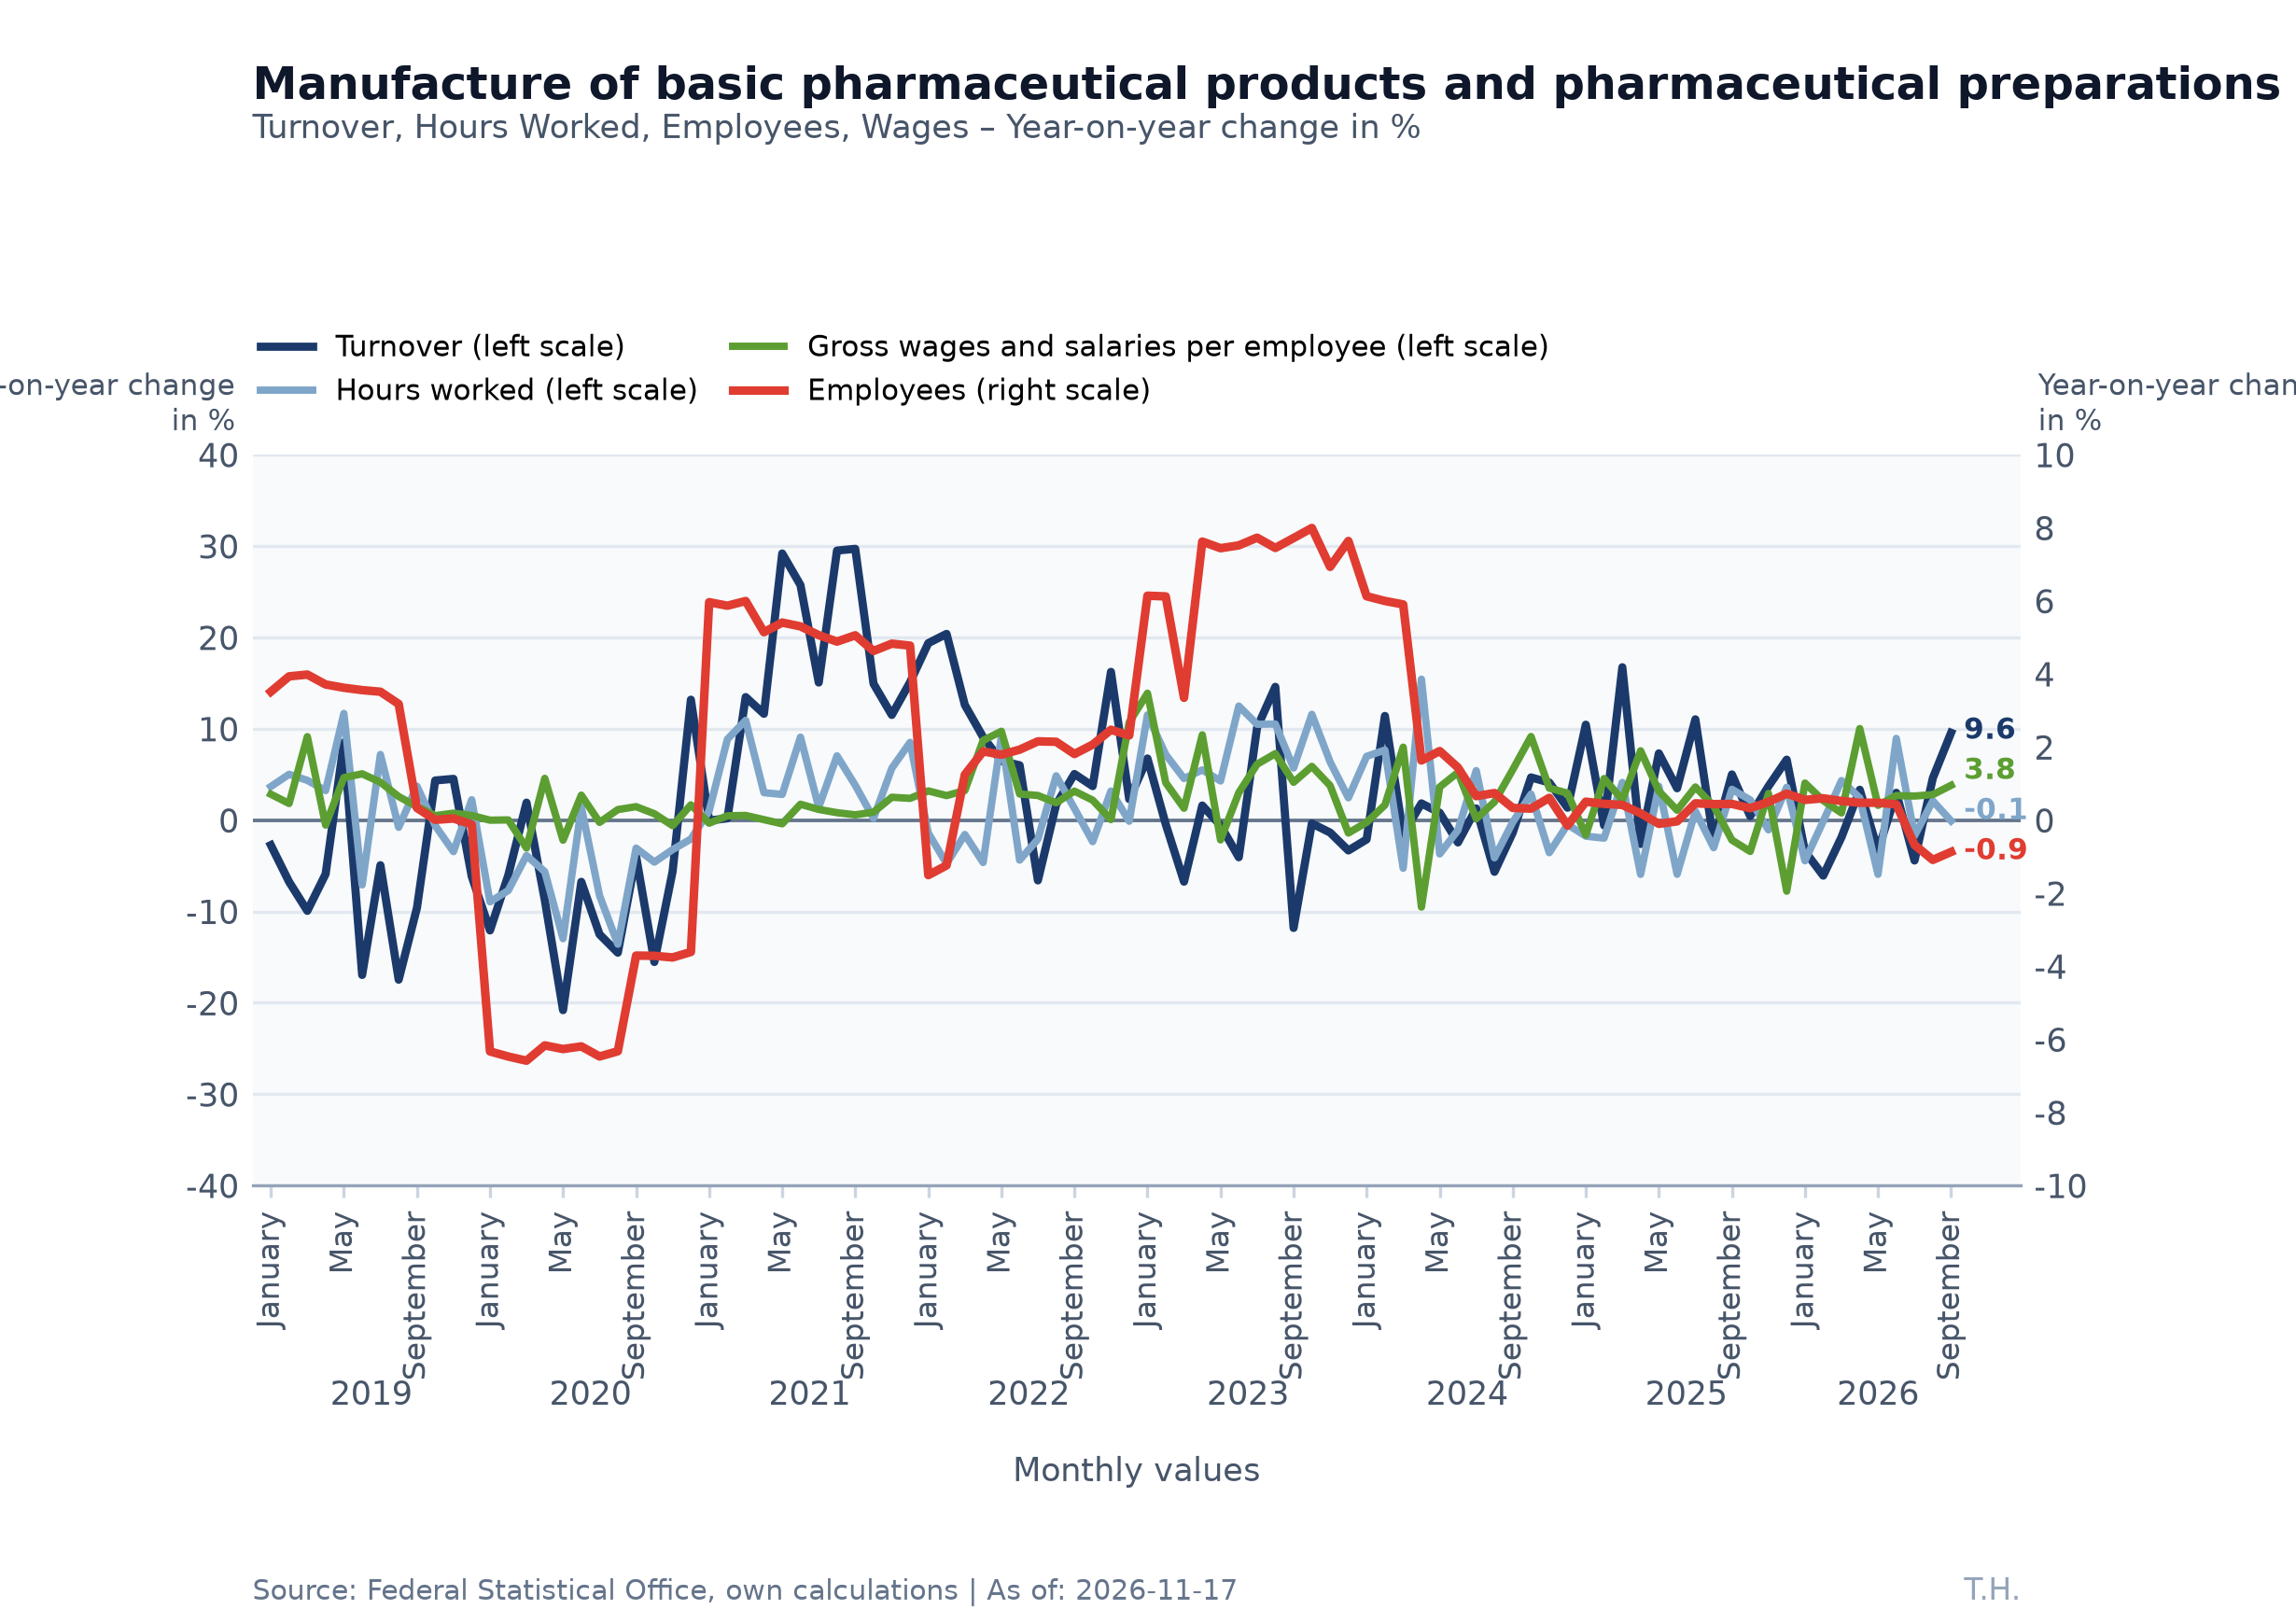 Manufacture of basic pharmaceutical products and pharmaceutical preparations
Turnover, Hours Worked, Employees, Wages – Year-on-year change in %
Turnover (left scale)
Hours worked (left scale)
Gross wages and salaries per employee (left scale)
Employees (right scale)
-on-year change
in %
Year-on-year chan
in %
40
30
20
10
0
-10
-20
-30
-40
10
8
6
4
2
0
-2
-4
-6
-8
-10
9.6
3.8
-0.1
-0.9
January
May
September
January
May
September
January
May
September
January
May
September
January
May
September
January
May
September
January
May
September
January
May
September
2019
2020
2021
2022
2023
2024
2025
2026
Monthly values
Source: Federal Statistical Office, own calculations | As of: 2026-11-17
T.H.